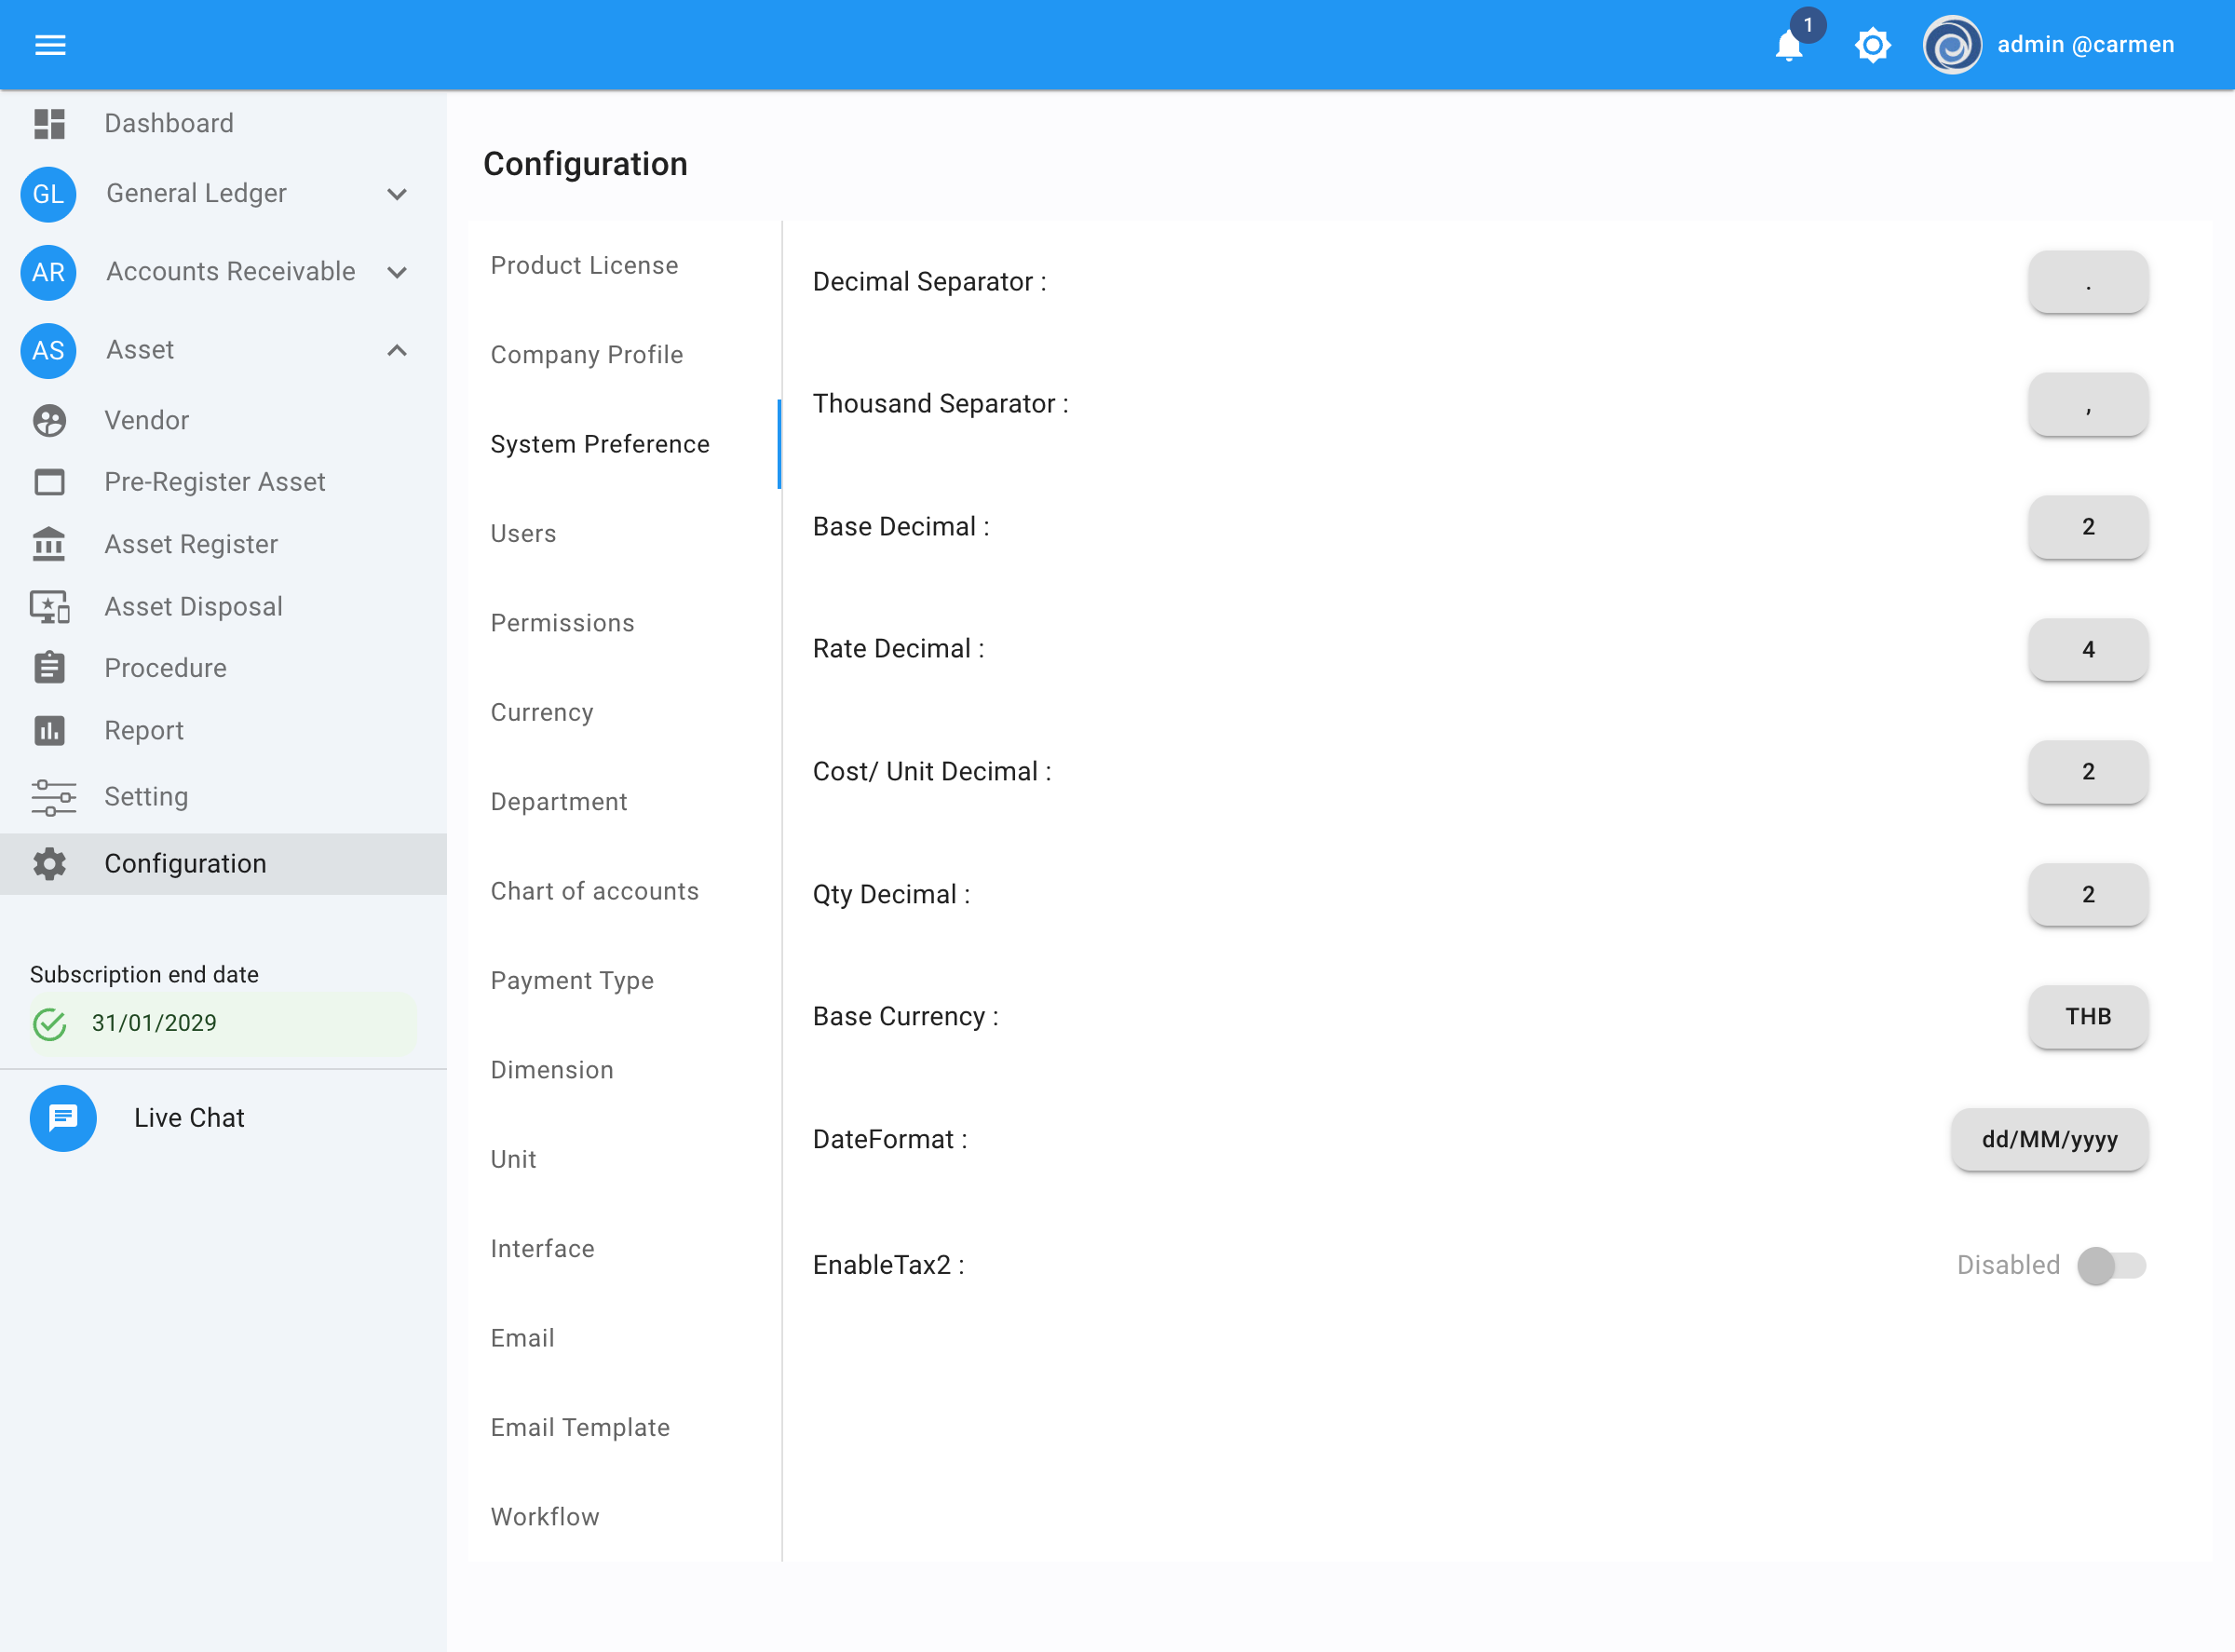 1
admin @carmen
Dashboard
GL General Ledger
AR Accounts Receivable
AS Asset
Vendor
Pre-Register Asset
Asset Register
Asset Disposal
Procedure
Report
Setting
Configuration
Subscription end date
31/01/2029
Live Chat
Configuration
Product License
Company Profile
System Preference
Users
Permissions
Currency
Department
Chart of accounts
Payment Type
Dimension
Unit
Interface
Email
Email Template
Workflow
Decimal Separator : .
Thousand Separator : ,
Base Decimal : 2
Rate Decimal : 4
Cost/ Unit Decimal : 2
Qty Decimal : 2
Base Currency : THB
DateFormat : dd/MM/yyyy
EnableTax2 : Disabled